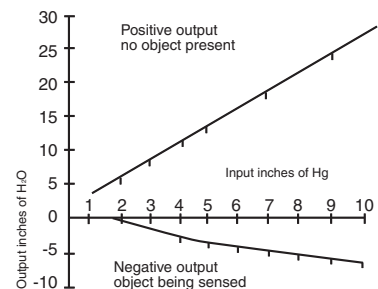 30
Positive output
no object present
25
20
15
10
Input inches of Hg
5
1 2 3 4 5 6 7 8 9 10
0
-5
Negative output
object being sensed
-10
Output inches of H2O